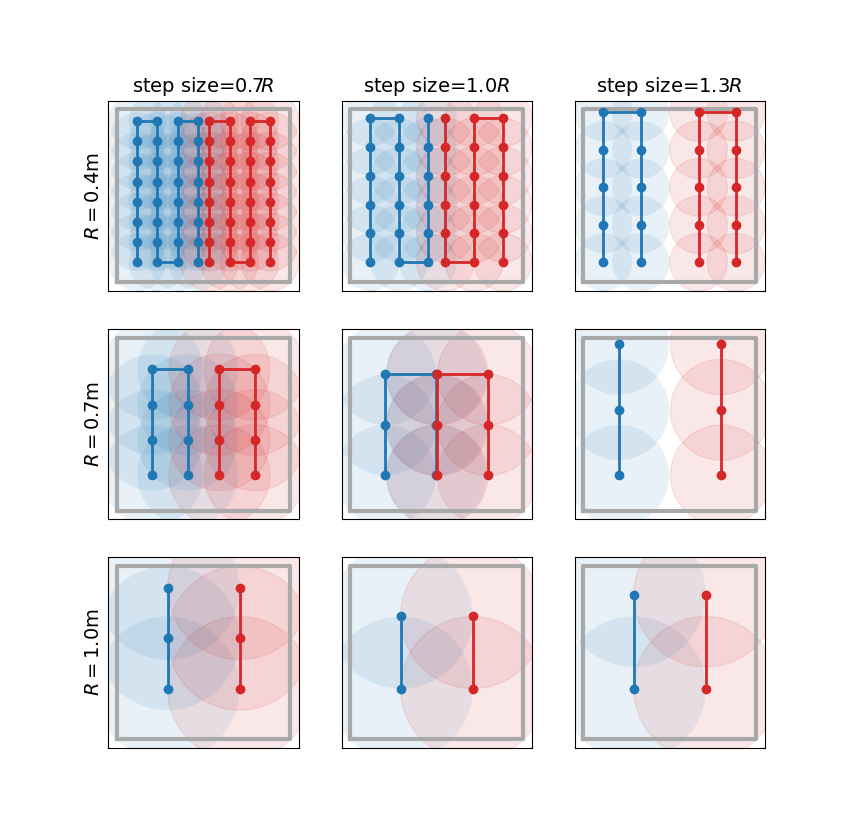 step size=0.7R
step size=1.0R
step size=1.3R
R = 0.4m
R = 0.7m
R = 1.0m